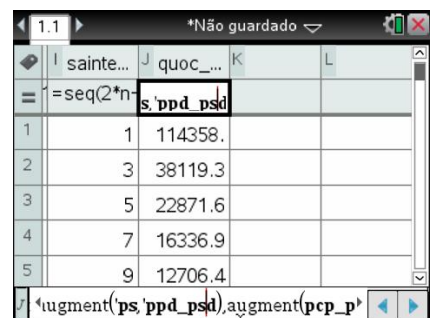 1.1 *Não guardado
I sainte... J quoc_... K L
= =seq(2*n- s,'ppd_psd
1 1 114358.
2 3 38119.3
3 5 22871.6
4 7 16336.9
5 9 12706.4
J ugment('ps,'ppd_psd),augment(pcp_p